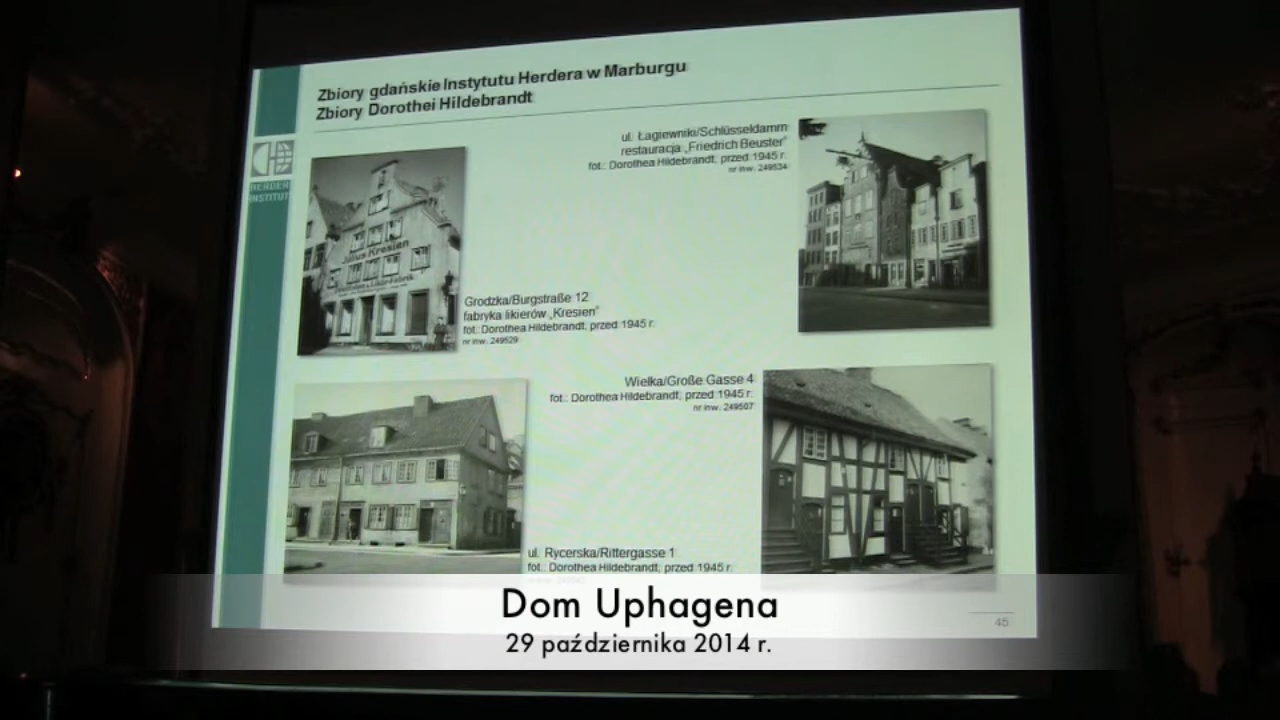 Zbiory gdańskie Instytutu Herdera w Marburgu
Zbiory Dorothei Hildebrandt
HERDER
INSTITUT
ul. Łagiewniki/Schlüsseldamm
restauracja „Friedrich Beuster”
fot.: Dorothea Hildebrandt, przed 1945 r.
nr inw. 249534
Julius Kresien
Grodzka/Burgstraße 12
fabryka likierów „Kresien”
fot.: Dorothea Hildebrandt, przed 1945 r.
nr inw. 249529
Wielka/Große Gasse 4
fot.: Dorothea Hildebrandt, przed 1945 r.
nr inw. 249507
ul. Rycerska/Rittergasse 1
fot.: Dorothea Hildebrandt, przed 1945 r.
Dom Uphagena
29 października 2014 r.
45